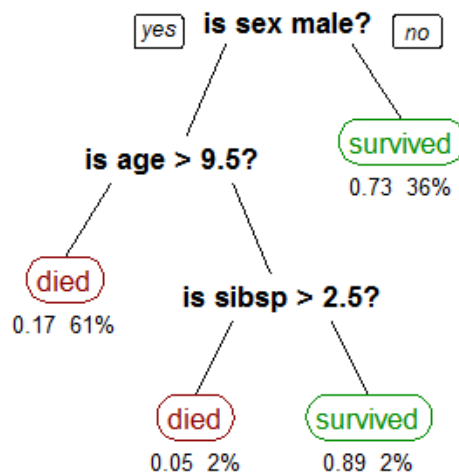 yes is sex male? no
survived
0.73 36%
is age > 9.5?
died
0.17 61%
is sibsp > 2.5?
died survived
0.05 2% 0.89 2%